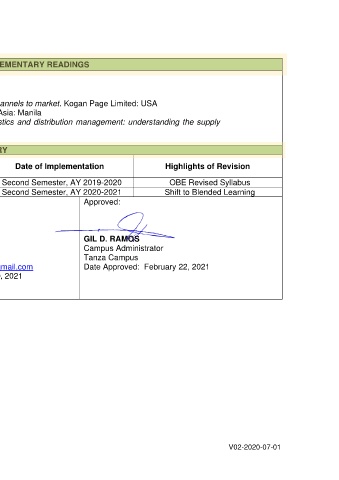 EMENTARY READINGS
annels to market, Kogan Page Limited: USA
Asia: Manila
stics and distribution management: understanding the supply
RY
Date of Implementation Highlights of Revision
Second Semester, AY 2019-2020 OBE Revised Syllabus
Second Semester, AY 2020-2021 Shift to Blended Learning
Approved:
GIL D. RAMOS
Campus Administrator
Tanza Campus
mail.com Date Approved: February 22, 2021
, 2021
V02-2020-07-01